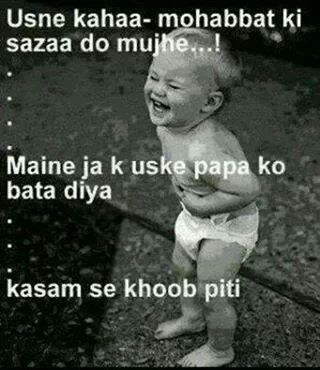 Usne kahaa- mohabbat ki
sazaa do mujhe...!
.
.
.
.
Maine ja k uske papa ko
bata diya
.
.
.
kasam se khoob piti